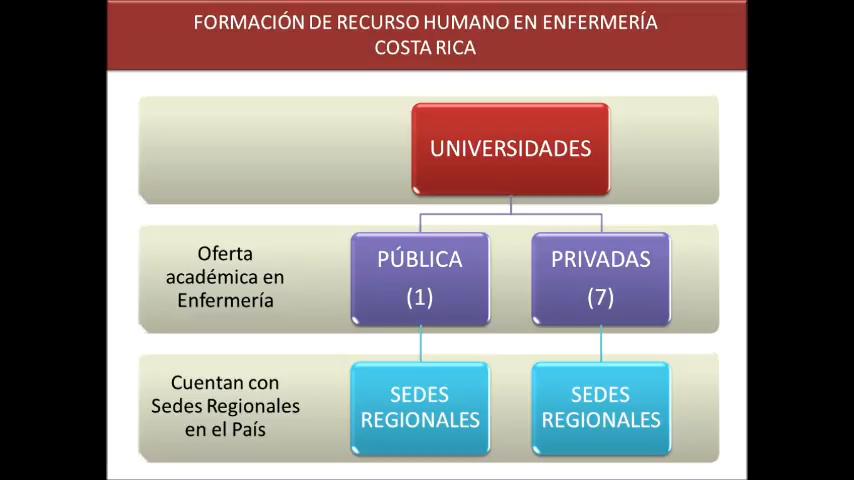 FORMACIÓN DE RECURSO HUMANO EN ENFERMERÍA
COSTA RICA
UNIVERSIDADES
Oferta
académica en
Enfermería
PÚBLICA
(1)
PRIVADAS
(7)
Cuentan con
Sedes Regionales
en el País
SEDES
REGIONALES
SEDES
REGIONALES